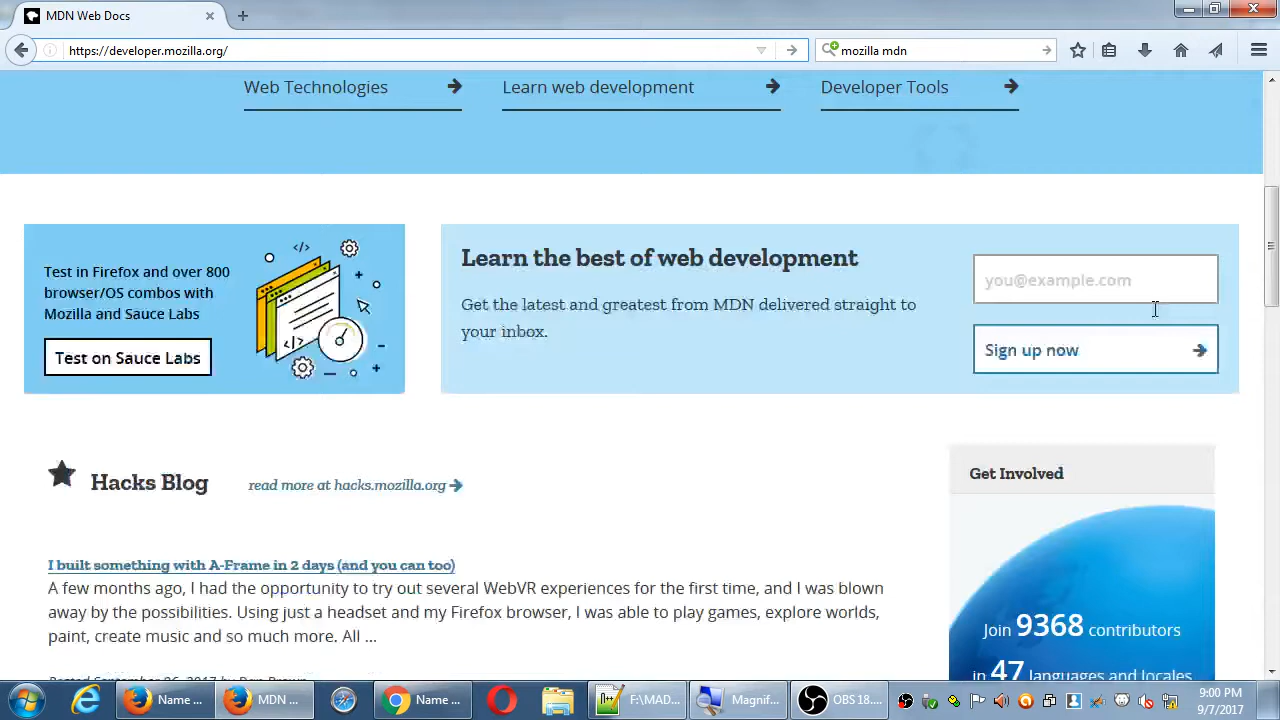 MDN Web Docs
https://developer.mozilla.org/
mozilla mdn
Web Technologies
Learn web development
Developer Tools
Test in Firefox and over 800
browser/OS combos with
Mozilla and Sauce Labs
Test on Sauce Labs
</>
</>
Learn the best of web development
Get the latest and greatest from MDN delivered straight to
your inbox.
you@example.com
Sign up now
Hacks Blog
read more at hacks.mozilla.org
I built something with A-Frame in 2 days (and you can too)
A few months ago, I had the opportunity to try out several WebVR experiences for the first time, and I was blown
away by the possibilities. Using just a headset and my Firefox browser, I was able to play games, explore worlds,
paint, create music and so much more. All ...
Get Involved
Join 9368 contributors
in 47 languages and locales
Name ...
MDN ...
Name ...
F:\MAD...
Magnif...
OBS 18....
9:00 PM
9/7/2017